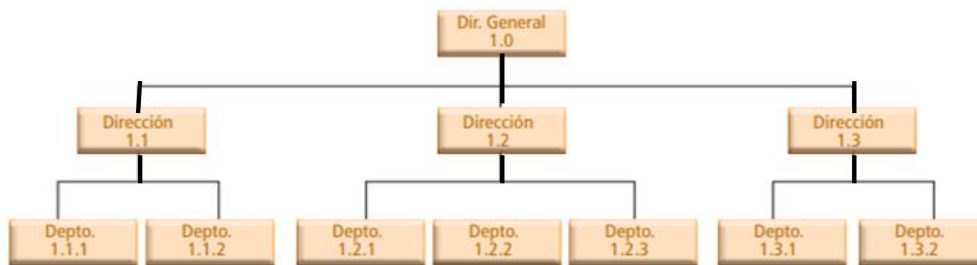 Dir. General
1.0
Dirección
1.1
Dirección
1.2
Dirección
1.3
Depto.
1.1.1
Depto.
1.1.2
Depto.
1.2.1
Depto.
1.2.2
Depto.
1.2.3
Depto.
1.3.1
Depto.
1.3.2